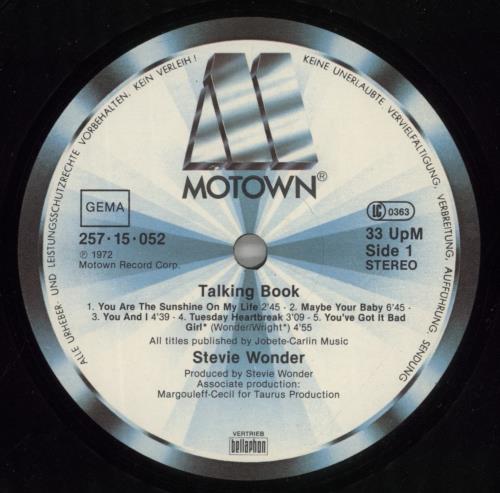 ALLE URHEBER- UND LEISTUNGSSCHUTZRECHTE VORBEHALTEN. KEIN VERLEIH! KEINE UNERLAUBTE VERVIELFÄLTIGUNG, VERBREITUNG, AUFFÜHRUNG, SENDUNG
MOTOWN®
GEMA
LC 0363
257·15·052
33 UpM
Side 1
STEREO
℗ 1972
Motown Record Corp.
Talking Book
1. You Are The Sunshine On My Life 2'45 - 2. Maybe Your Baby 6'45 -
3. You And I 4'39 - 4. Tuesday Heartbreak 3'09 - 5. You've Got It Bad
Girl* (Wonder/Wright*) 4'55
All titles published by Jobete-Carlin Music
Stevie Wonder
Produced by Stevie Wonder
Associate production:
Margouleff-Cecil for Taurus Production
VERTRIEB
bellaphon